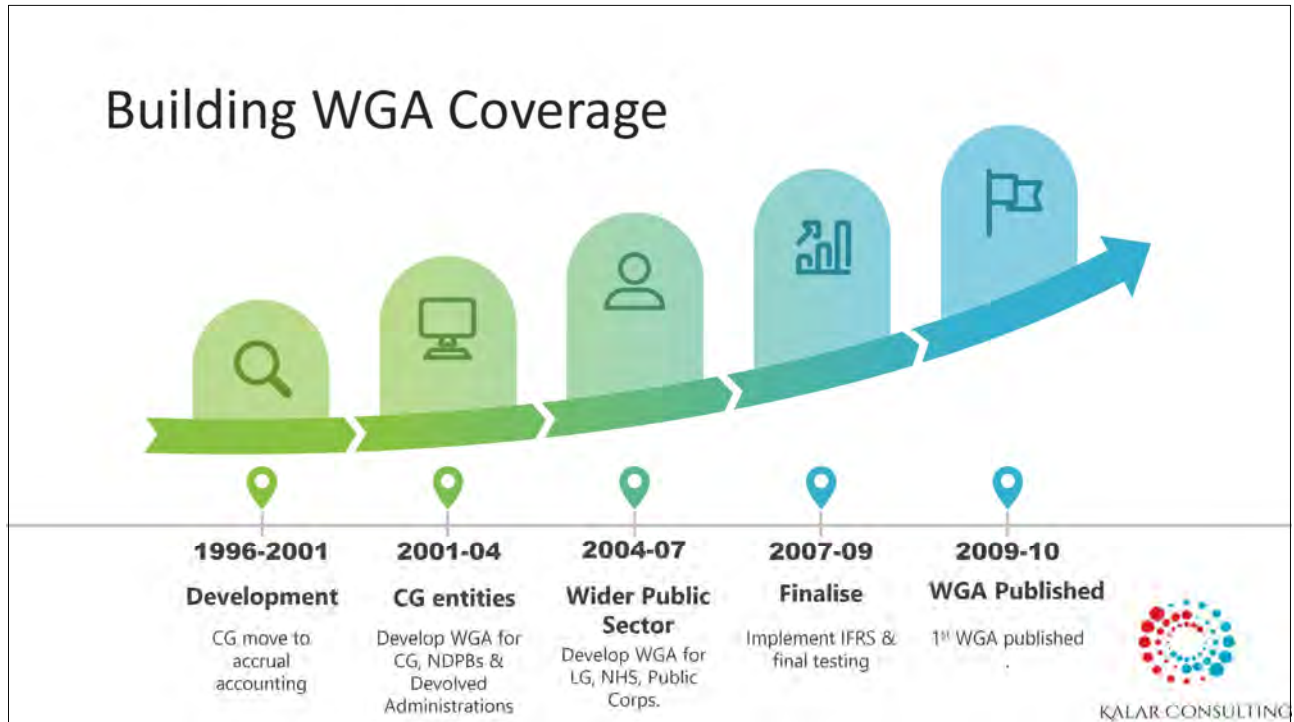 Building WGA Coverage
1996-2001
Development
CG move to
accrual
accounting
2001-04
CG entities
Develop WGA for
CG, NDPBs &
Devolved
Administrations
2004-07
Wider Public
Sector
Develop WGA for
LG, NHS, Public
Corps.
2007-09
Finalise
Implement IFRS &
final testing
2009-10
WGA Published
1st WGA published
.
KALAR CONSULTING